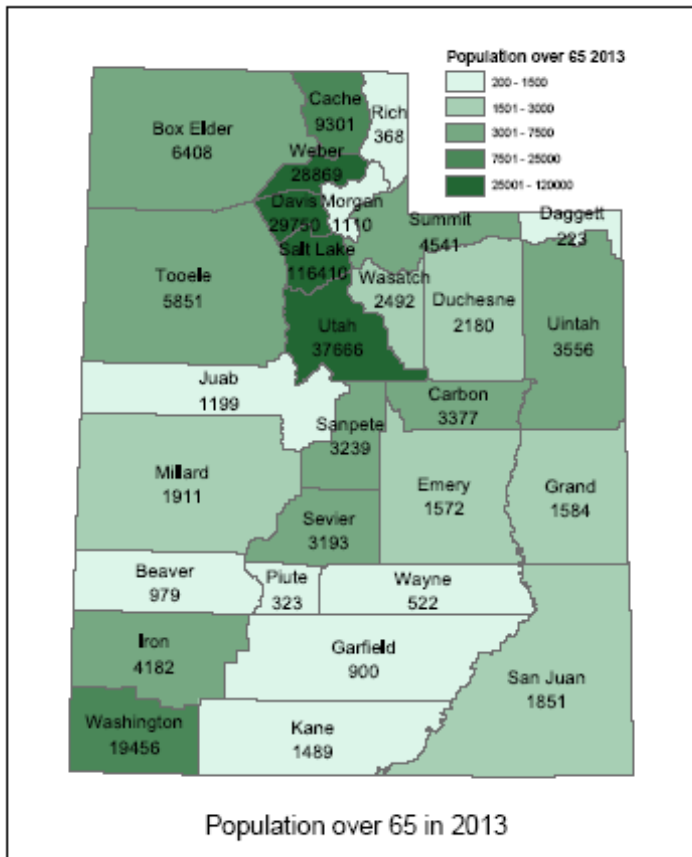 Population over 65 2013
200 - 1500
1501 - 3000
3001 - 7500
7501 - 25000
25001 - 120000
Cache
9301
Rich
368
Box Elder
6408
Weber
28869
Davis
29750
Morgan
1110
Summit
4541
Daggett
223
Salt Lake
116410
Tooele
5851
Wasatch
2492
Duchesne
2180
Uintah
3556
Utah
37666
Juab
1199
Carbon
3377
Sanpete
3239
Millard
1911
Emery
1572
Grand
1584
Sevier
3193
Beaver
979
Piute
323
Wayne
522
Iron
4182
Garfield
900
San Juan
1851
Washington
19456
Kane
1489
Population over 65 in 2013